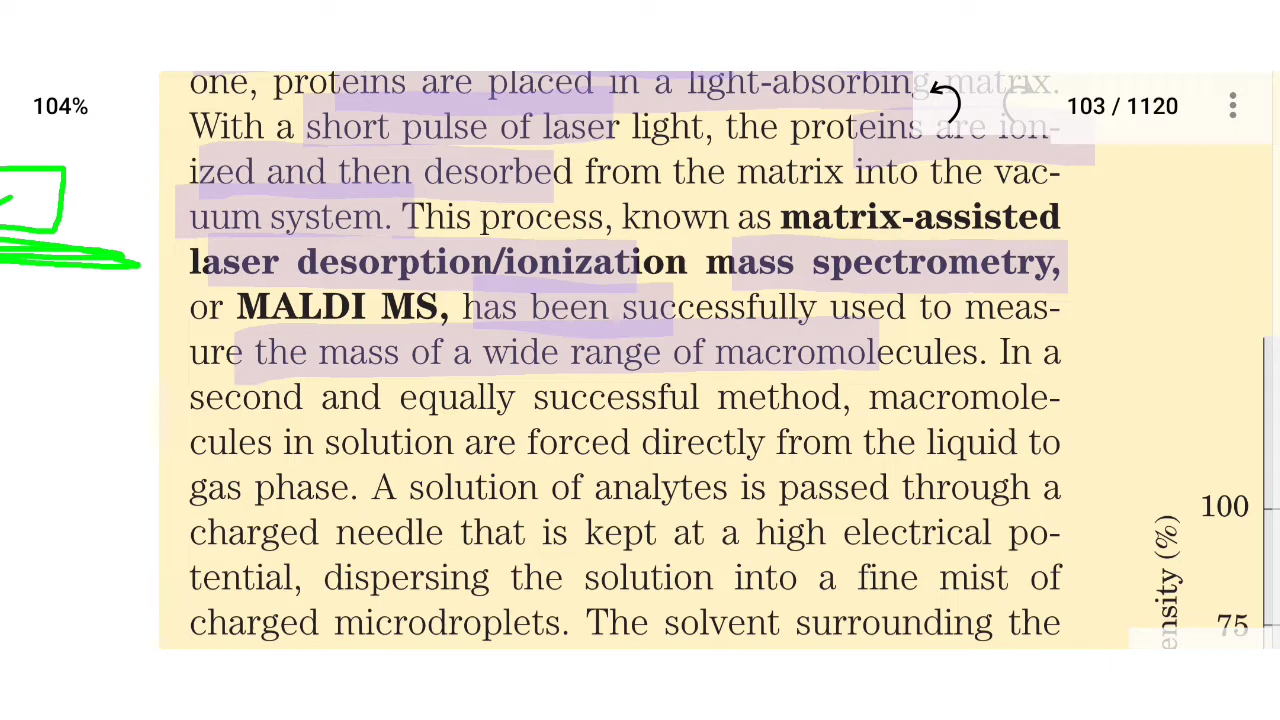 104%
103 / 1120
one, proteins are placed in a light-absorbing matrix.
With a short pulse of laser light, the proteins are ion-
ized and then desorbed from the matrix into the vac-
uum system. This process, known as matrix-assisted
laser desorption/ionization mass spectrometry,
or MALDI MS, has been successfully used to meas-
ure the mass of a wide range of macromolecules. In a
second and equally successful method, macromole-
cules in solution are forced directly from the liquid to
gas phase. A solution of analytes is passed through a
charged needle that is kept at a high electrical po-
tential, dispersing the solution into a fine mist of
charged microdroplets. The solvent surrounding the
100
75
ensity (%)